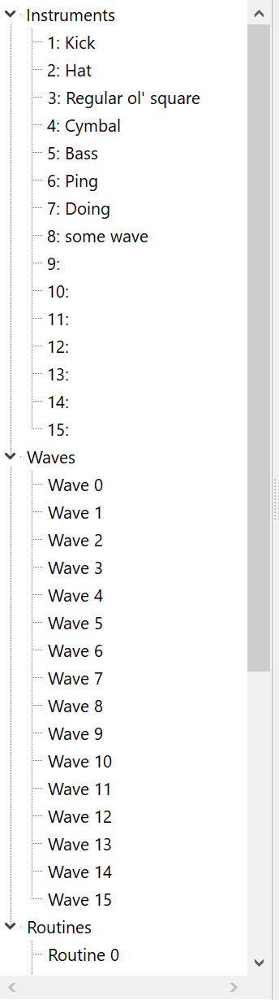 Instruments
1: Kick
2: Hat
3: Regular ol' square
4: Cymbal
5: Bass
6: Ping
7: Doing
8: some wave
9:
10:
11:
12:
13:
14:
15:
Waves
Wave 0
Wave 1
Wave 2
Wave 3
Wave 4
Wave 5
Wave 6
Wave 7
Wave 8
Wave 9
Wave 10
Wave 11
Wave 12
Wave 13
Wave 14
Wave 15
Routines
Routine 0